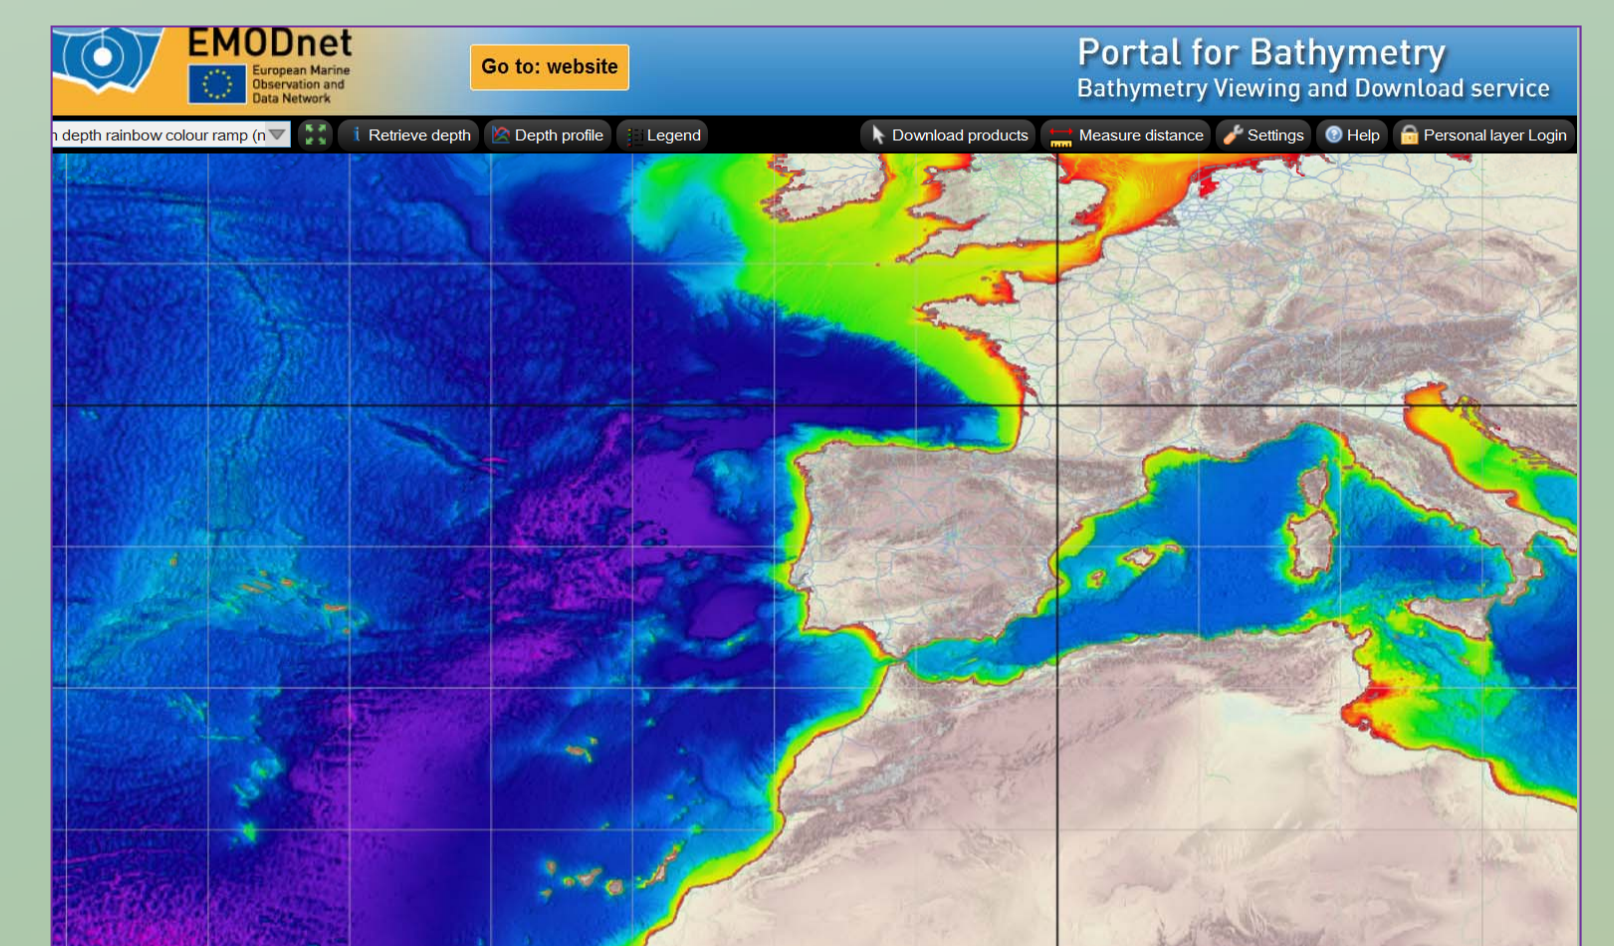 EMODnet
European Marine
Observation and
Data Network
Go to: website
Portal for Bathymetry
Bathymetry Viewing and Download service
depth rainbow colour ramp (n
Retrieve depth
Depth profile
Legend
Download products
Measure distance
Settings
Help
Personal layer Login